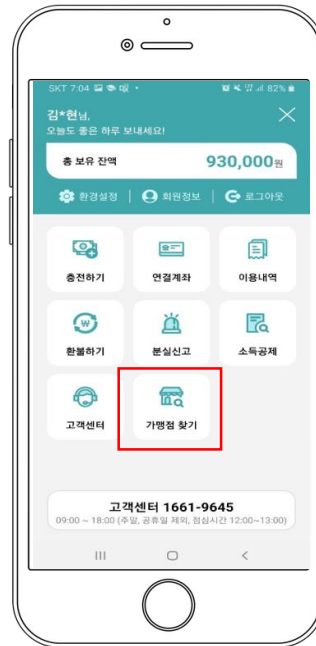 SKT 7:04 82%
김*현님,
오늘도 좋은 하루 보내세요!
총 보유 잔액 930,000원
환경설정 | 회원정보 | 로그아웃
충전하기 연결계좌 이용내역
환불하기 분실신고 소득공제
고객센터 가맹점 찾기
고객센터 1661-9645
09:00 ~ 18:00 (주말, 공휴일 제외, 점심시간 12:00~13:00)